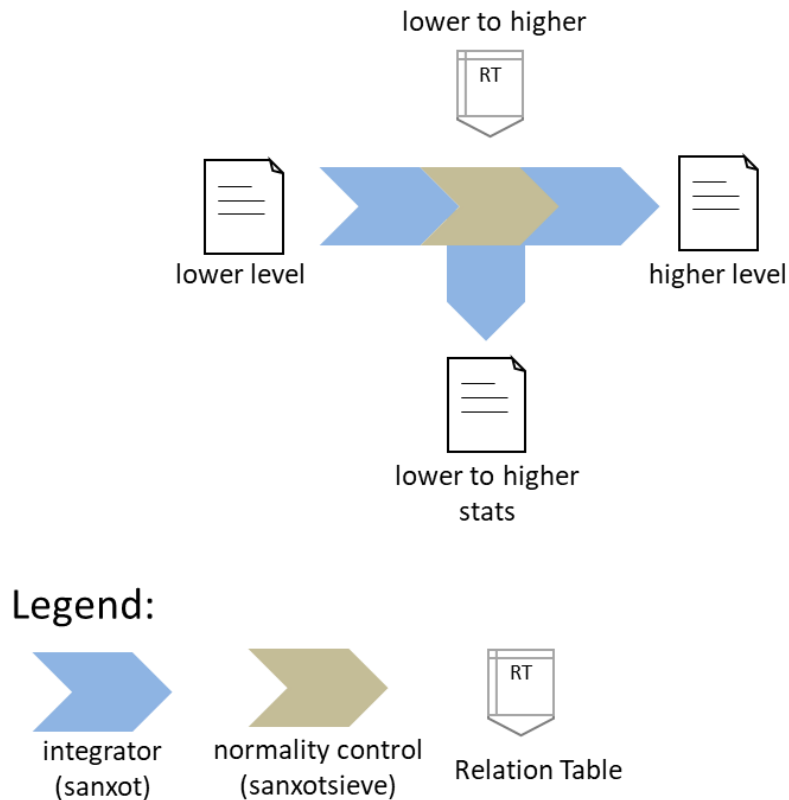 lower to higher
RT
lower level
higher level
lower to higher
stats
Legend:
RT
integrator
(sanxot)
normality control
(sanxotsieve)
Relation Table